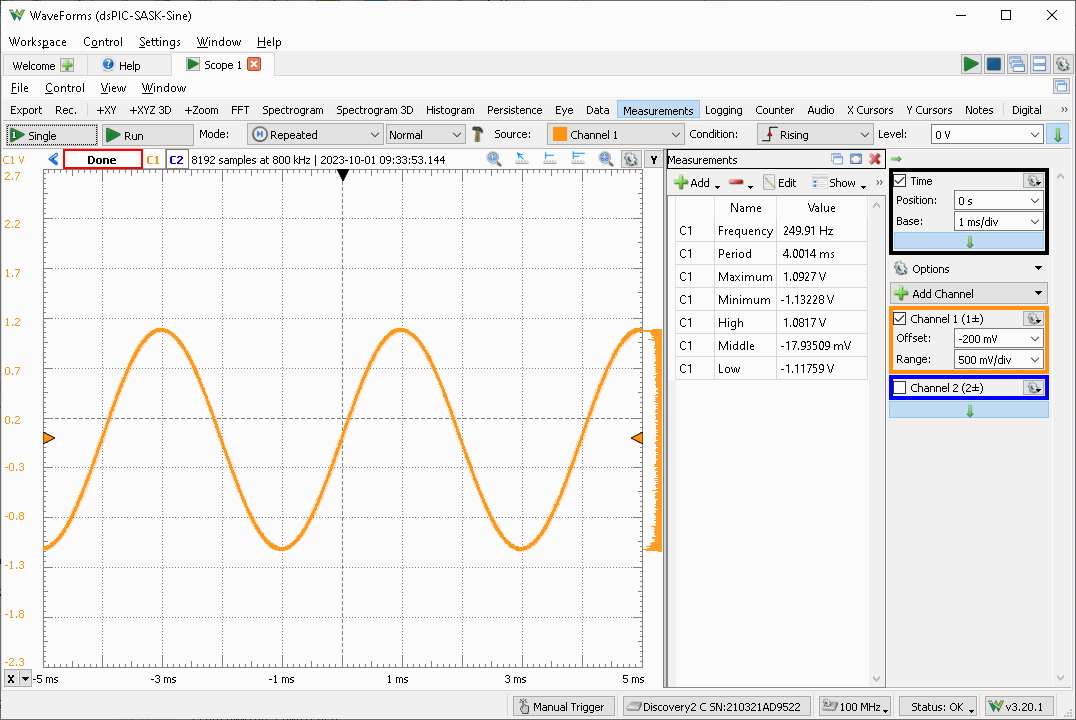 WaveForms (dsPIC-SASK-Sine)
Workspace Control Settings Window Help
Welcome Help Scope 1
File Control View Window
Export Rec. +XY +XYZ 3D +Zoom FFT Spectrogram Spectrogram 3D Histogram Persistence Eye Data Measurements Logging Counter Audio X Cursors Y Cursors Notes Digital »
Single Run Mode: Repeated Normal Source: Channel 1 Condition: Rising Level: 0 V
C1 V Done C1 C2 8192 samples at 800 kHz | 2023-10-01 09:33:53.144 Y
2.7
2.2
1.7
1.2
0.7
0.2
-0.3
-0.8
-1.3
-1.8
-2.3
X -5 ms -3 ms -1 ms 1 ms 3 ms 5 ms
Measurements
Add Edit Show »
Name Value
C1 Frequency 249.91 Hz
C1 Period 4.0014 ms
C1 Maximum 1.0927 V
C1 Minimum -1.13228 V
C1 High 1.0817 V
C1 Middle -17.93509 mV
C1 Low -1.11759 V
Time
Position: 0 s
Base: 1 ms/div
Options
Add Channel
Channel 1 (1±)
Offset: -200 mV
Range: 500 mV/div
Channel 2 (2±)
Manual Trigger Discovery2 C SN:210321AD9522 100 MHz Status: OK v3.20.1